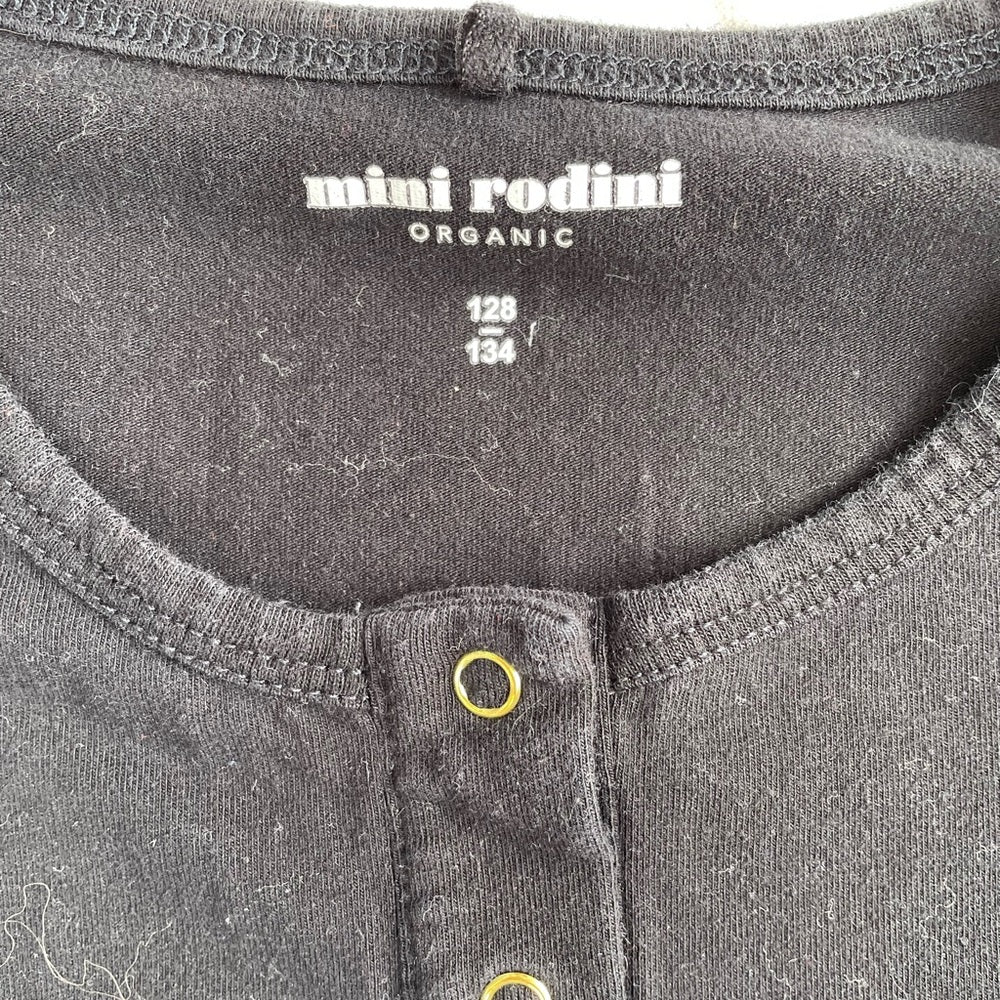 mini rodini
ORGANIC
128
134